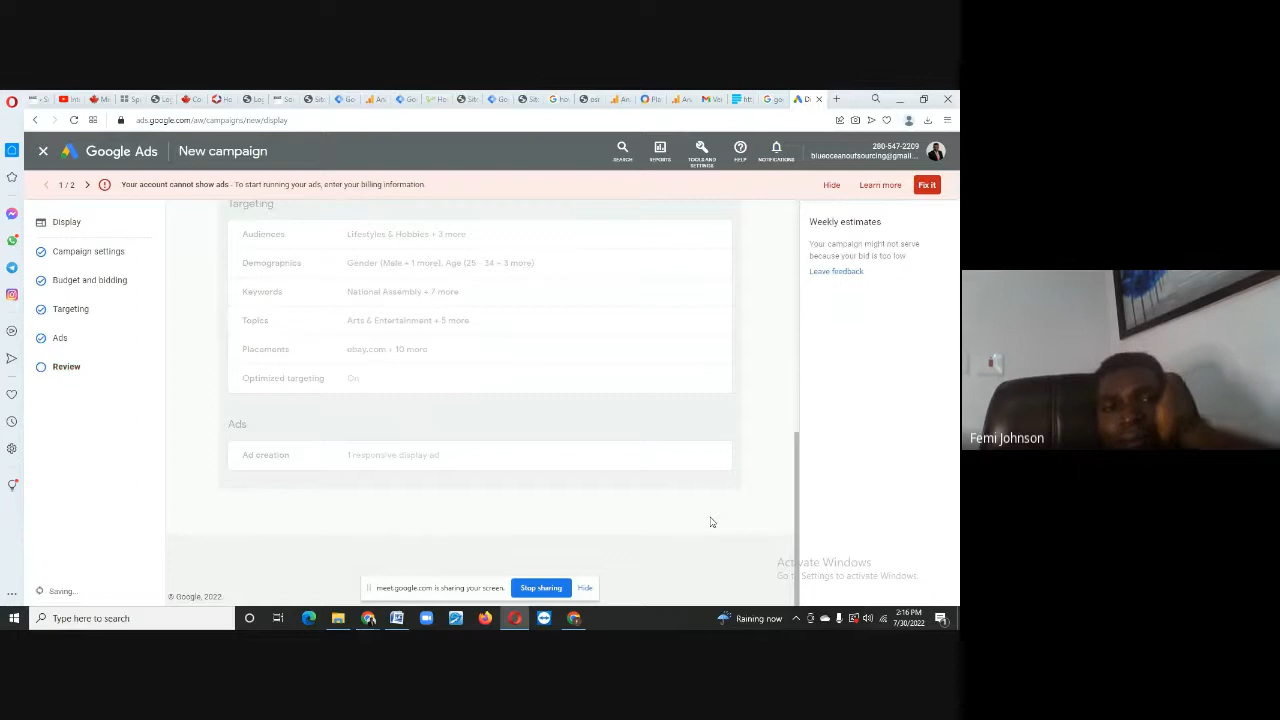 ads.google.com/aw/campaigns/new/display
Google Ads
New campaign
SEARCH
REPORTS
TOOLS AND
SETTINGS
HELP
NOTIFICATIONS
280-547-2209
blueoceanoutsourcing@gmail...
1 / 2
Your account cannot show ads - To start running your ads, enter your billing information.
Hide
Learn more
Fix it
Display
Campaign settings
Budget and bidding
Targeting
Ads
Review
Saving...
Targeting
Audiences
Lifestyles & Hobbies + 3 more
Demographics
Gender (Male + 1 more), Age (25 - 34 + 3 more)
Keywords
National Assembly + 7 more
Topics
Arts & Entertainment + 5 more
Placements
ebay.com + 10 more
Optimized targeting
On
Ads
Ad creation
1 responsive display ad
© Google, 2022.
Weekly estimates
Your campaign might not serve
because your bid is too low
Leave feedback
Activate Windows
Go to Settings to activate Windows.
meet.google.com is sharing your screen.
Stop sharing
Hide
Type here to search
Raining now
2:16 PM
7/30/2022
Femi Johnson